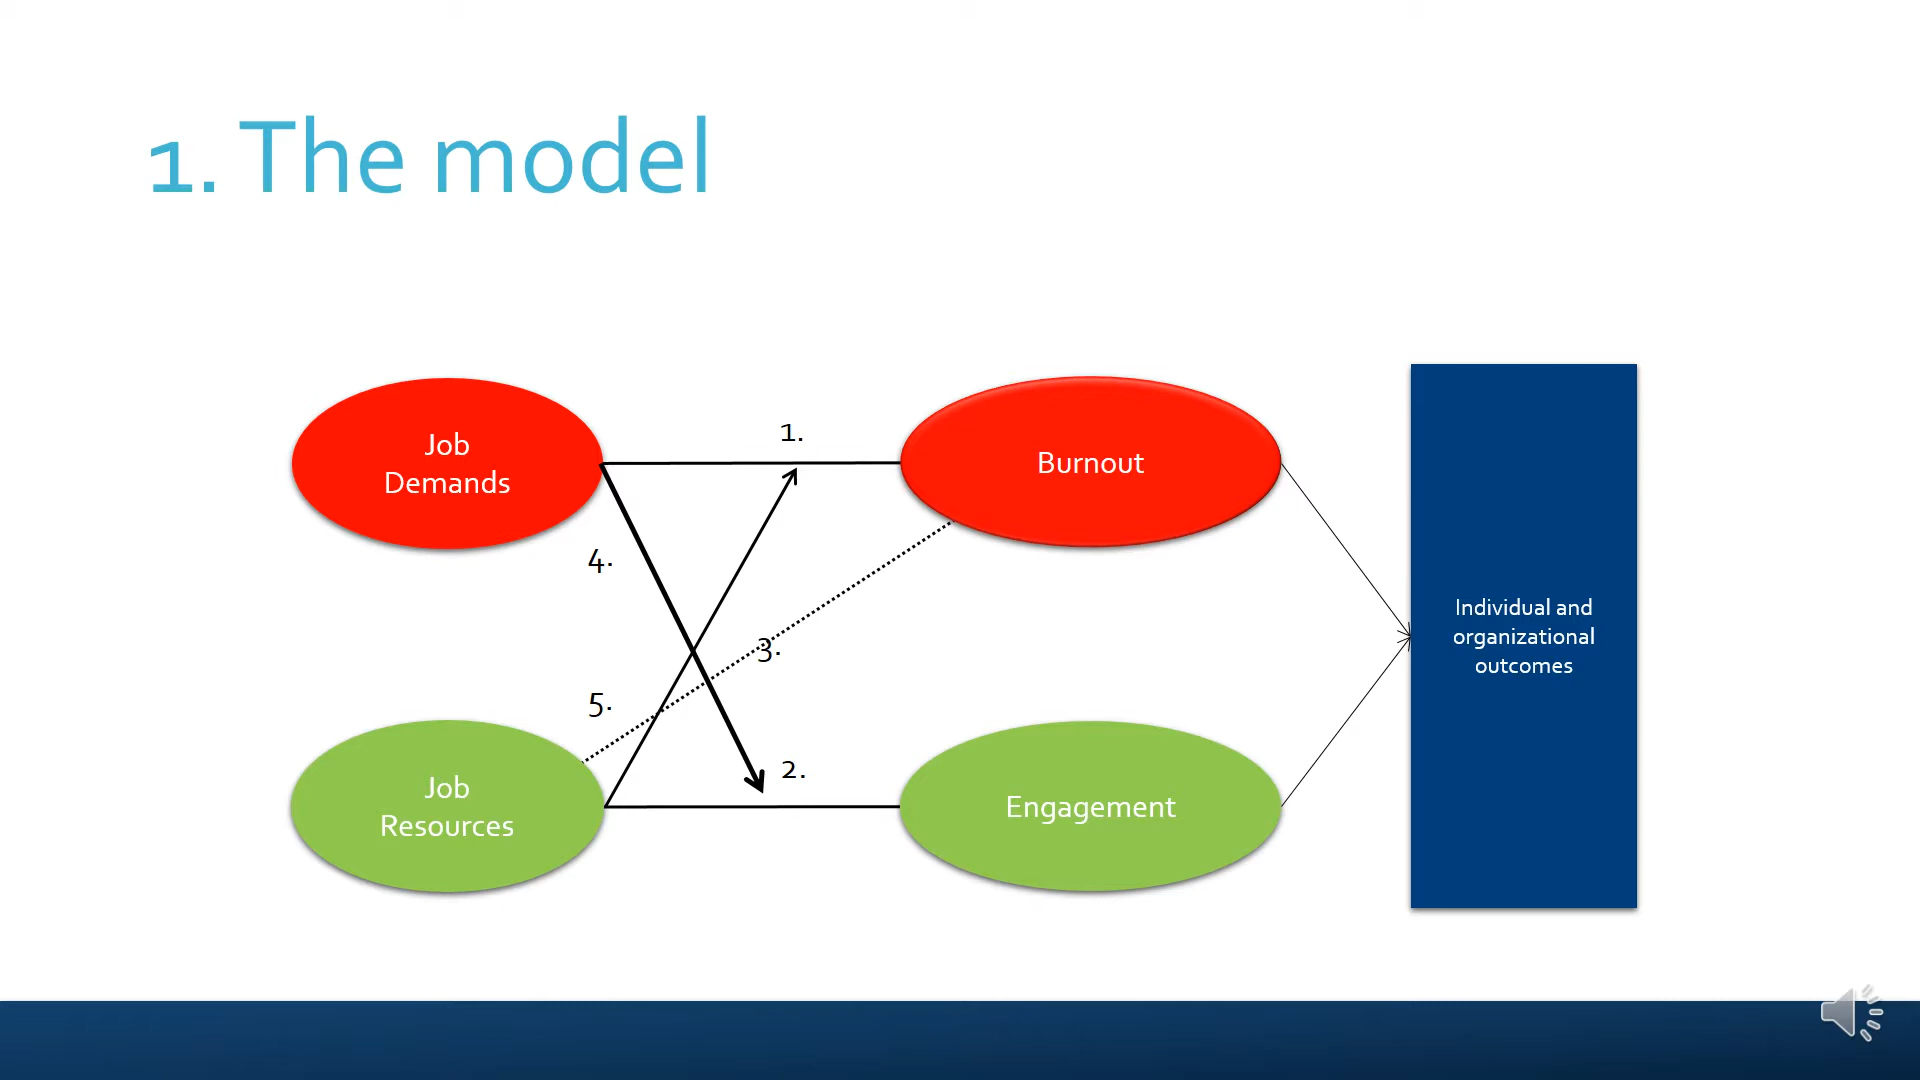 1. The model
Job
Demands
1.
Burnout
4.
3.
5.
Job
Resources
2.
Engagement
Individual and
organizational
outcomes